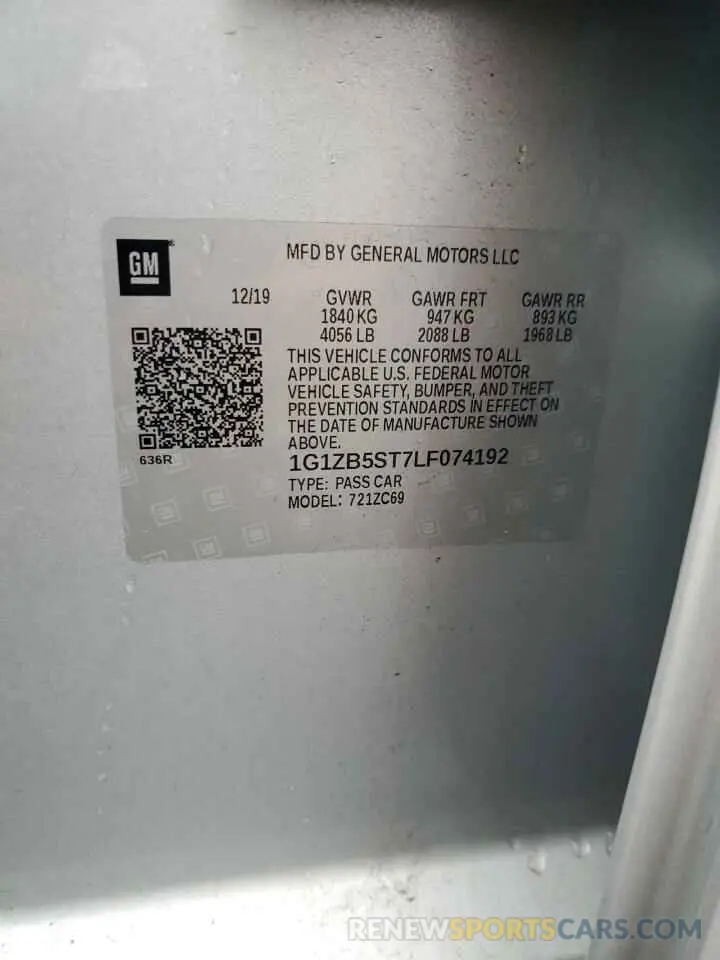 GM
MFD BY GENERAL MOTORS LLC
12/19 GVWR GAWR FRT GAWR RR
1840 KG 947 KG 893 KG
4056 LB 2088 LB 1968 LB
THIS VEHICLE CONFORMS TO ALL
APPLICABLE U.S. FEDERAL MOTOR
VEHICLE SAFETY, BUMPER, AND THEFT
PREVENTION STANDARDS IN EFFECT ON
THE DATE OF MANUFACTURE SHOWN
ABOVE.
636R
1G1ZB5ST7LF074192
TYPE: PASS CAR
MODEL: 721ZC69
RENEWSPORTSCARS.COM